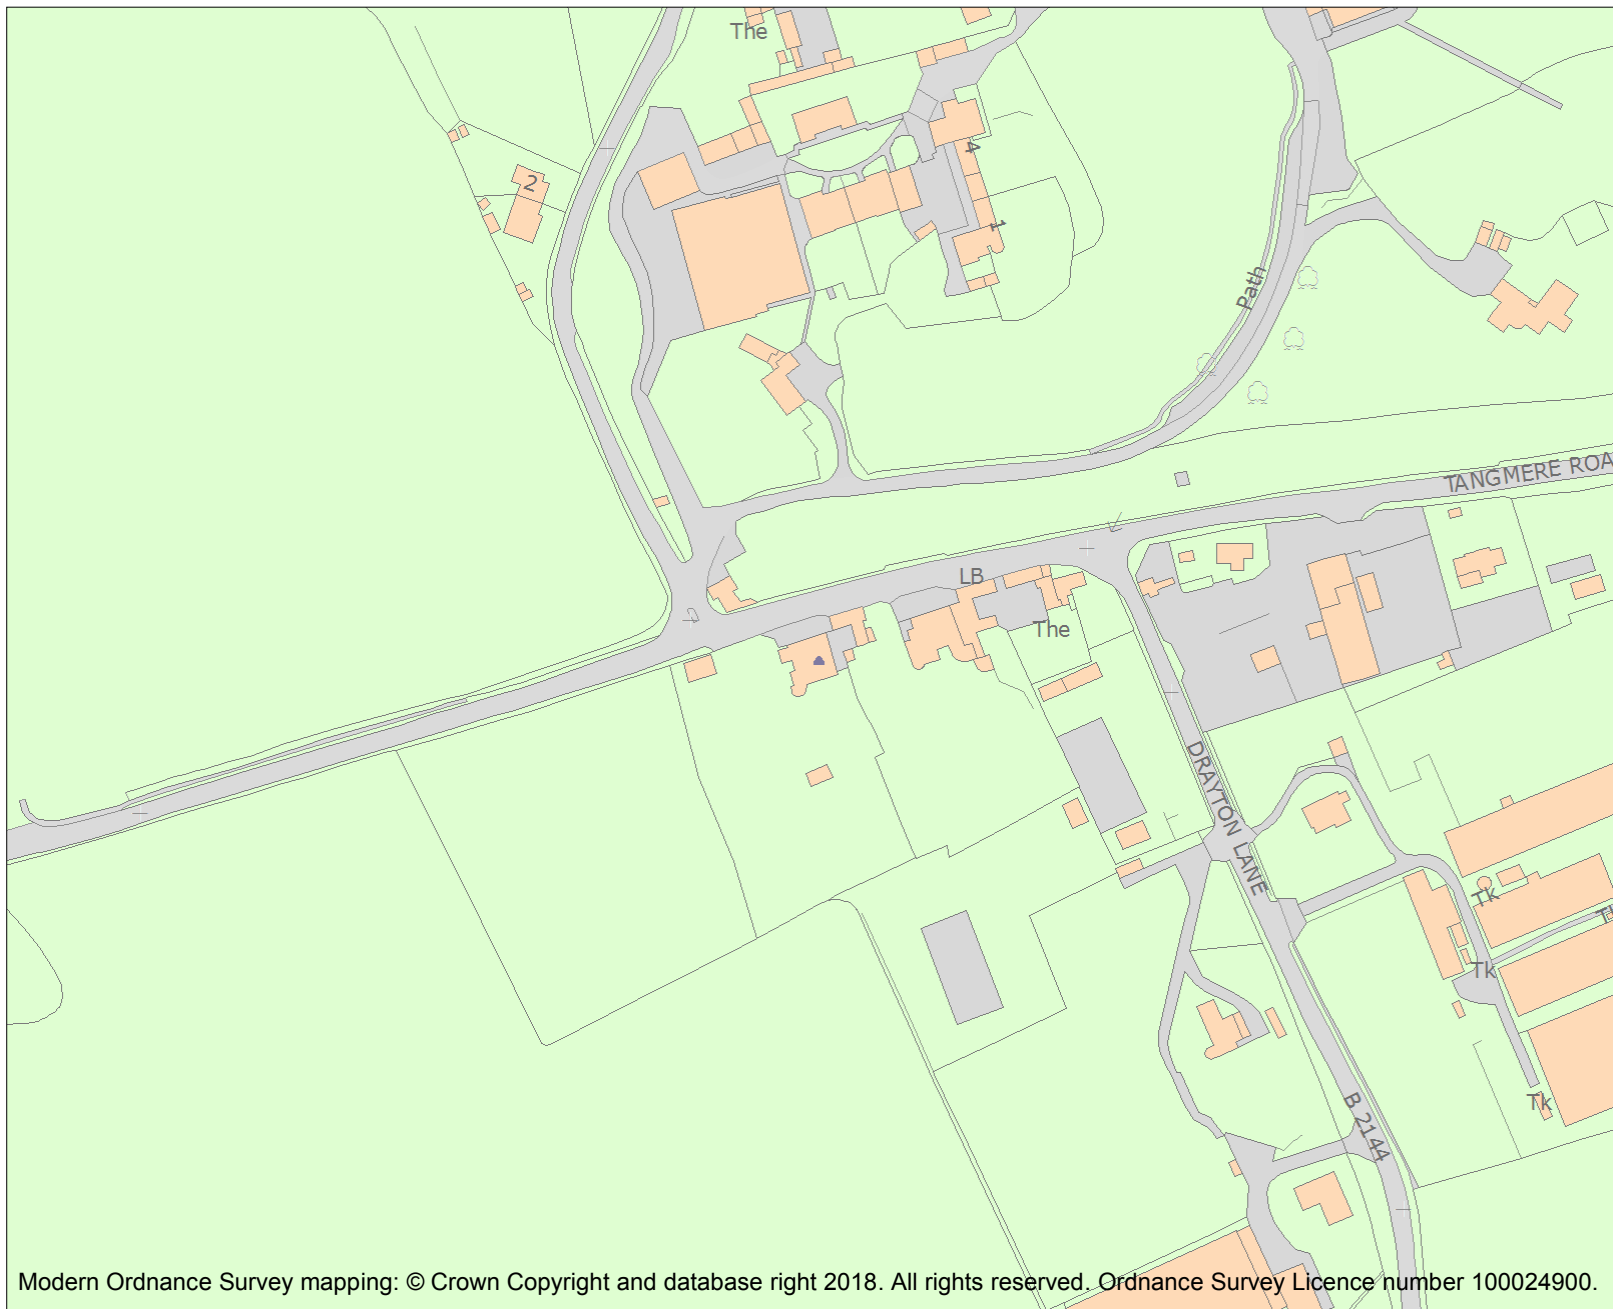 The
2
4
1
Path
TANGMERE ROA
LB
The
DRAYTON LANE
Tk
Tk
Tk
B 2144
Modern Ordnance Survey mapping: © Crown Copyright and database right 2018. All rights reserved. Ordnance Survey Licence number 100024900.